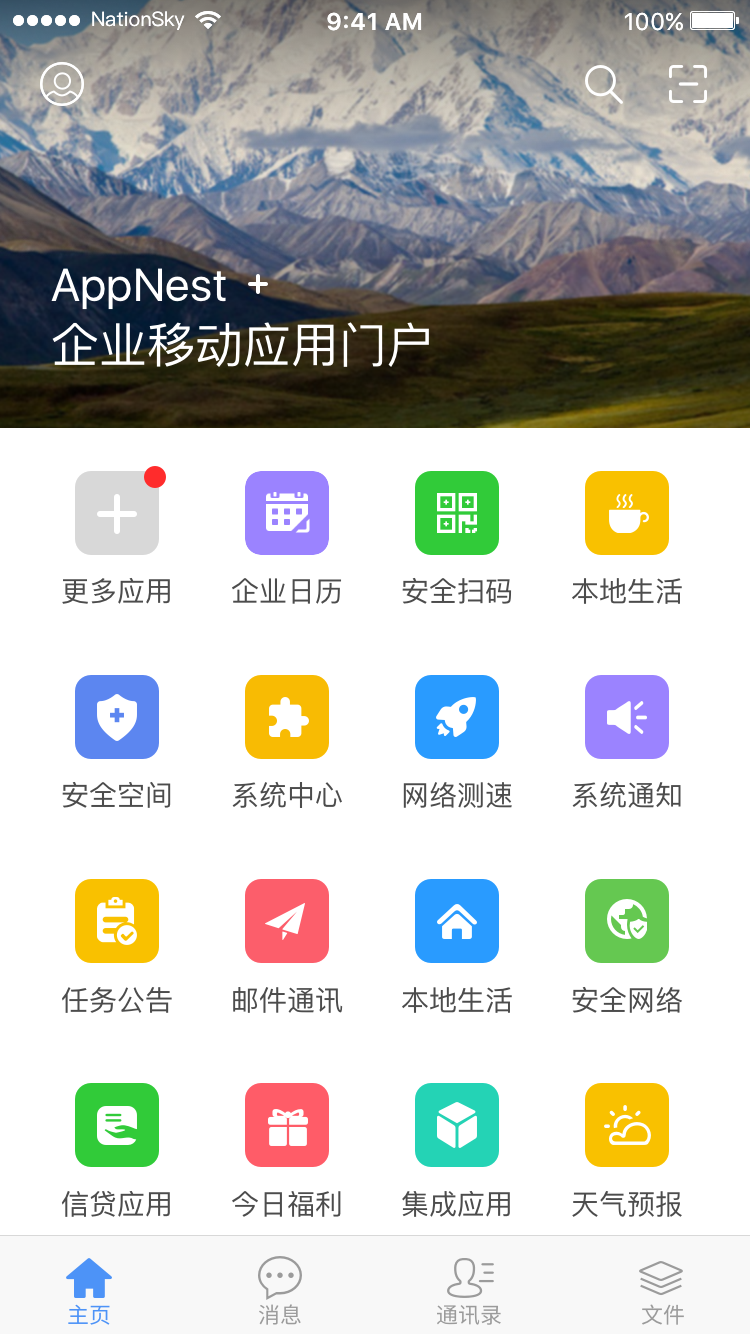 NationSky 9:41 AM 100%
AppNest +
企业移动应用门户
更多应用 企业日历 安全扫码 本地生活
安全空间 系统中心 网络测速 系统通知
任务公告 邮件通讯 本地生活 安全网络
信贷应用 今日福利 集成应用 天气预报
主页 消息 通讯录 文件